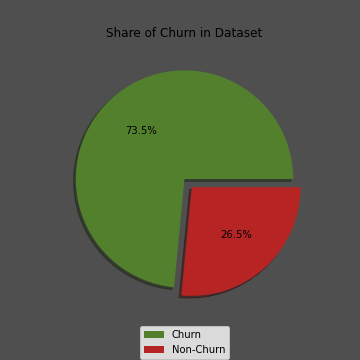 Share of Churn in Dataset
73.5%
26.5%
Churn
Non-Churn